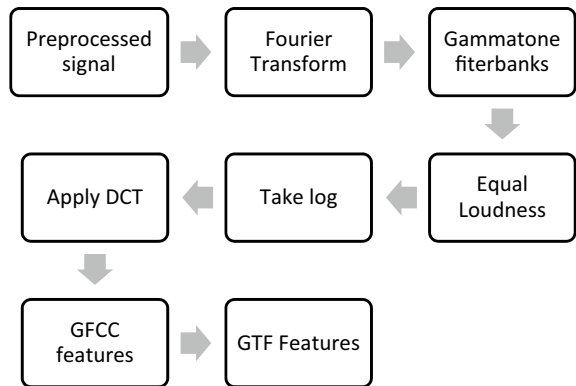 Preprocessed
signal
Fourier
Transform
Gammatone
fiterbanks
Equal
Loudness
Take log
Apply DCT
GFCC
features
GTF Features